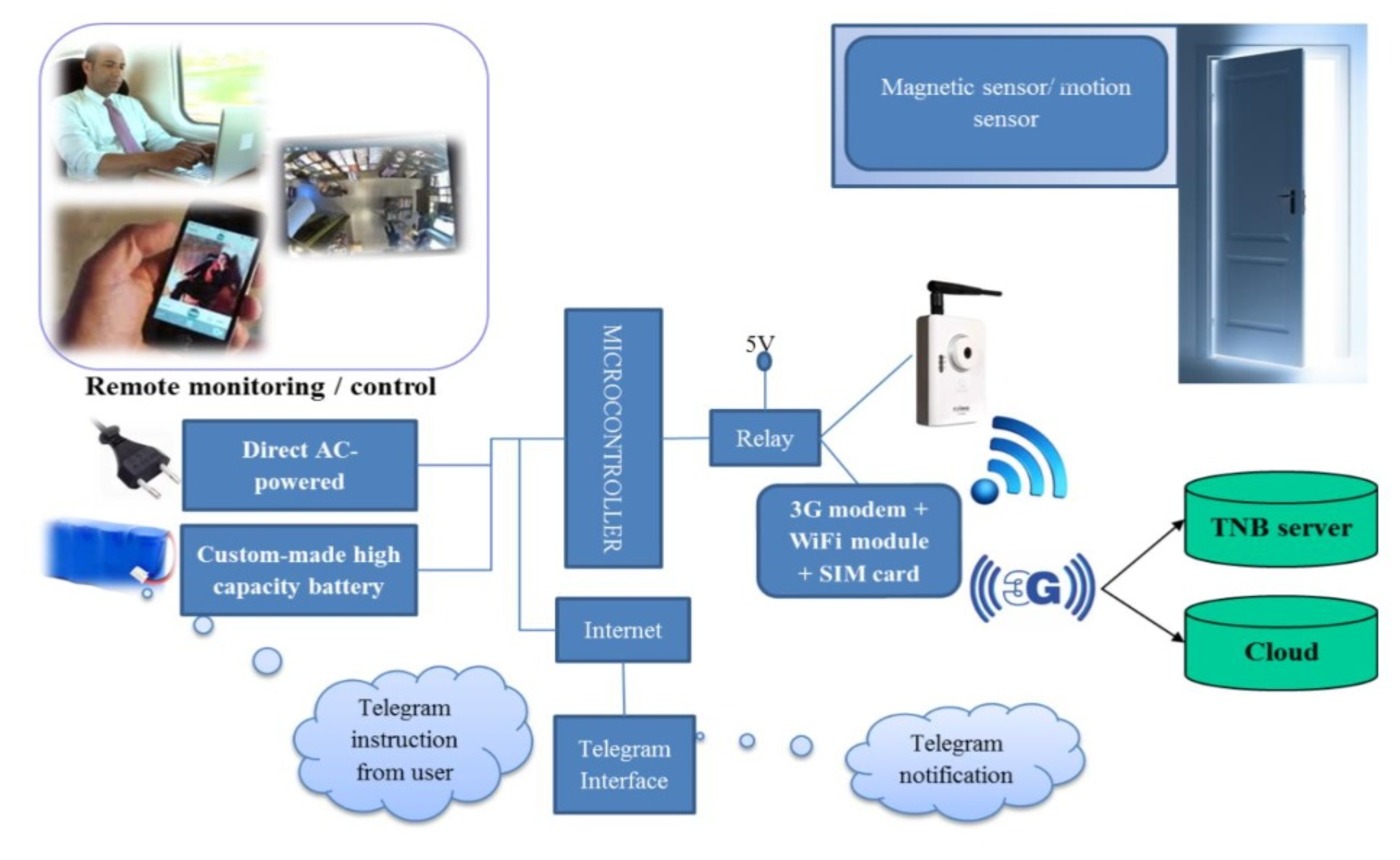 Magnetic sensor/ motion
sensor
Remote monitoring / control
MICROCONTROLLER
5V
Relay
Direct AC-
powered
Custom-made high
capacity battery
3G modem +
WiFi module
+ SIM card
3G
TNB server
Cloud
Internet
Telegram
instruction
from user
Telegram
Interface
Telegram
notification